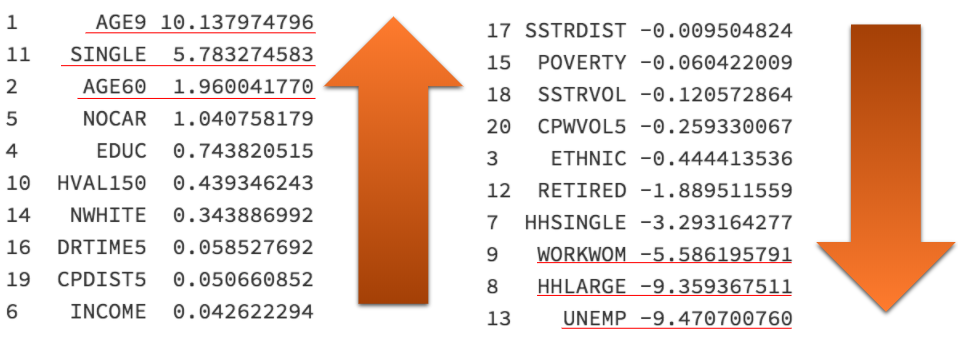 1 AGE9 10.137974796
11 SINGLE 5.783274583
2 AGE60 1.960041770
5 NOCAR 1.040758179
4 EDUC 0.743820515
10 HVAL150 0.439346243
14 NWHITE 0.343886992
16 DRTIME5 0.058527692
19 CPDIST5 0.050660852
6 INCOME 0.042622294
17 SSTRDIST -0.009504824
15 POVERTY -0.060422009
18 SSTRVOL -0.120572864
20 CPWVOL5 -0.259330067
3 ETHNIC -0.444413536
12 RETIRED -1.889511559
7 HHSINGLE -3.293164277
9 WORKWOM -5.586195791
8 HHLARGE -9.359367511
13 UNEMP -9.470700760